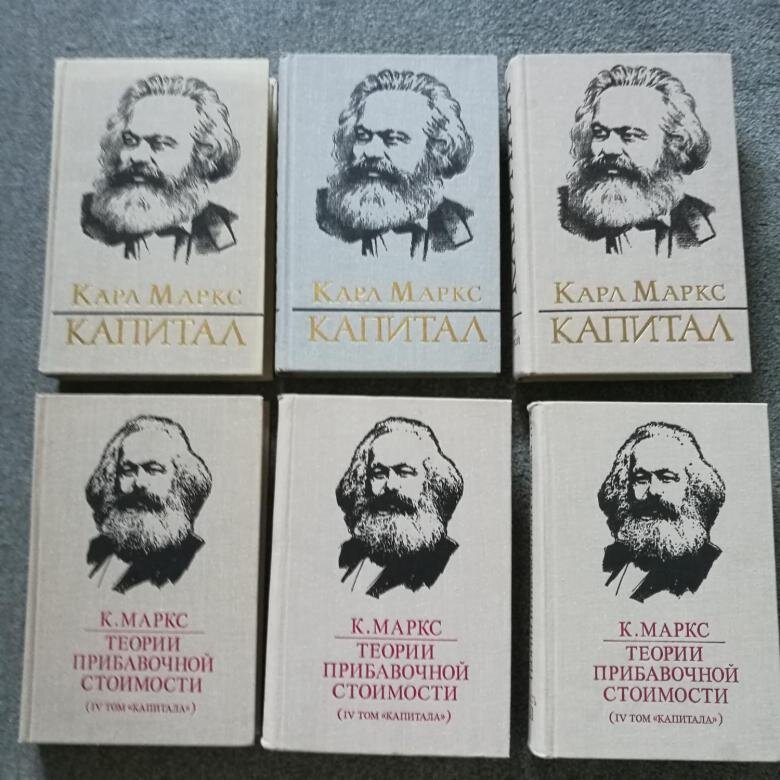 Карл Маркс
КАПИТАЛ
Карл Маркс
КАПИТАЛ
Карл Маркс
КАПИТАЛ
К. МАРКС
ТЕОРИИ
ПРИБАВОЧНОЙ
СТОИМОСТИ
(IV ТОМ «КАПИТАЛА»)
К. МАРКС
ТЕОРИИ
ПРИБАВОЧНОЙ
СТОИМОСТИ
(IV ТОМ «КАПИТАЛА»)
К. МАРКС
ТЕОРИИ
ПРИБАВОЧНОЙ
СТОИМОСТИ
(IV ТОМ «КАПИТАЛА»)